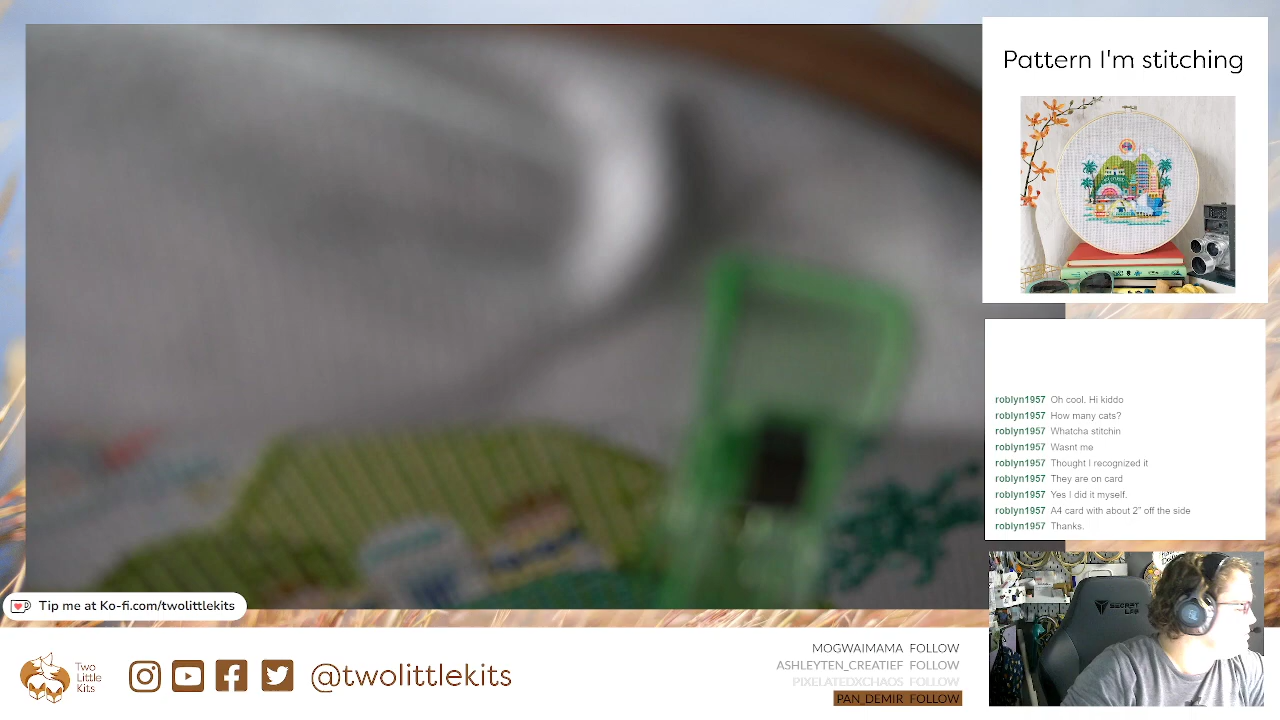 Pattern I'm stitching
roblyn1957 Oh cool. Hi kiddo
roblyn1957 How many cats?
roblyn1957 Whatcha stitchin
roblyn1957 Wasnt me
roblyn1957 Thought I recognized it
roblyn1957 They are on card
roblyn1957 Yes I did it myself.
roblyn1957 A4 card with about 2" off the side
roblyn1957 Thanks.
SECRET LAB
Tip me at Ko-fi.com/twolittlekits
Two
Little
Kits
@twolittlekits
MOGWAIMAMA FOLLOW
ASHLEYTEN_CREATIEF FOLLOW
PIXELATEDXCHAOS FOLLOW
PAN_DEMIR FOLLOW